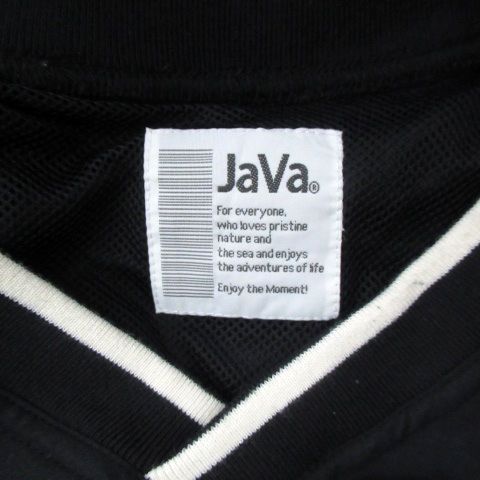 JaVa®
For everyone,
who loves pristine
nature and
the sea and enjoys
the adventures of life
Enjoy the Moment!